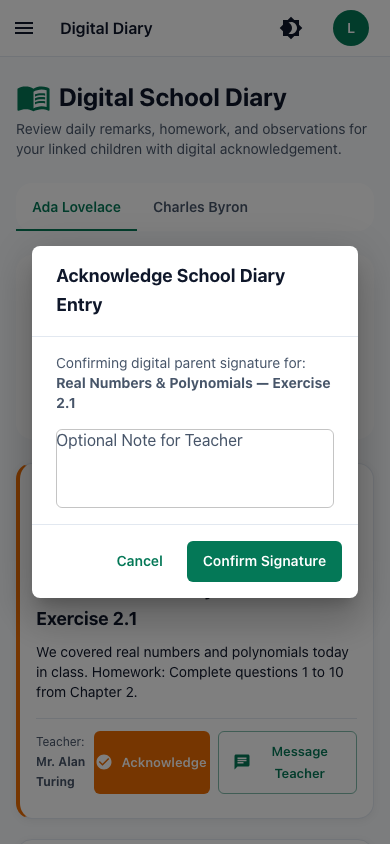 Digital Diary
L
Digital School Diary
Review daily remarks, homework, and observations for
your linked children with digital acknowledgement.
Ada Lovelace
Charles Byron
Acknowledge School Diary
Entry
Confirming digital parent signature for:
Real Numbers & Polynomials — Exercise
2.1
Optional Note for Teacher
Cancel
Confirm Signature
Exercise 2.1
We covered real numbers and polynomials today
in class. Homework: Complete questions 1 to 10
from Chapter 2.
Teacher:
Mr. Alan
Turing
Acknowledge
Message
Teacher